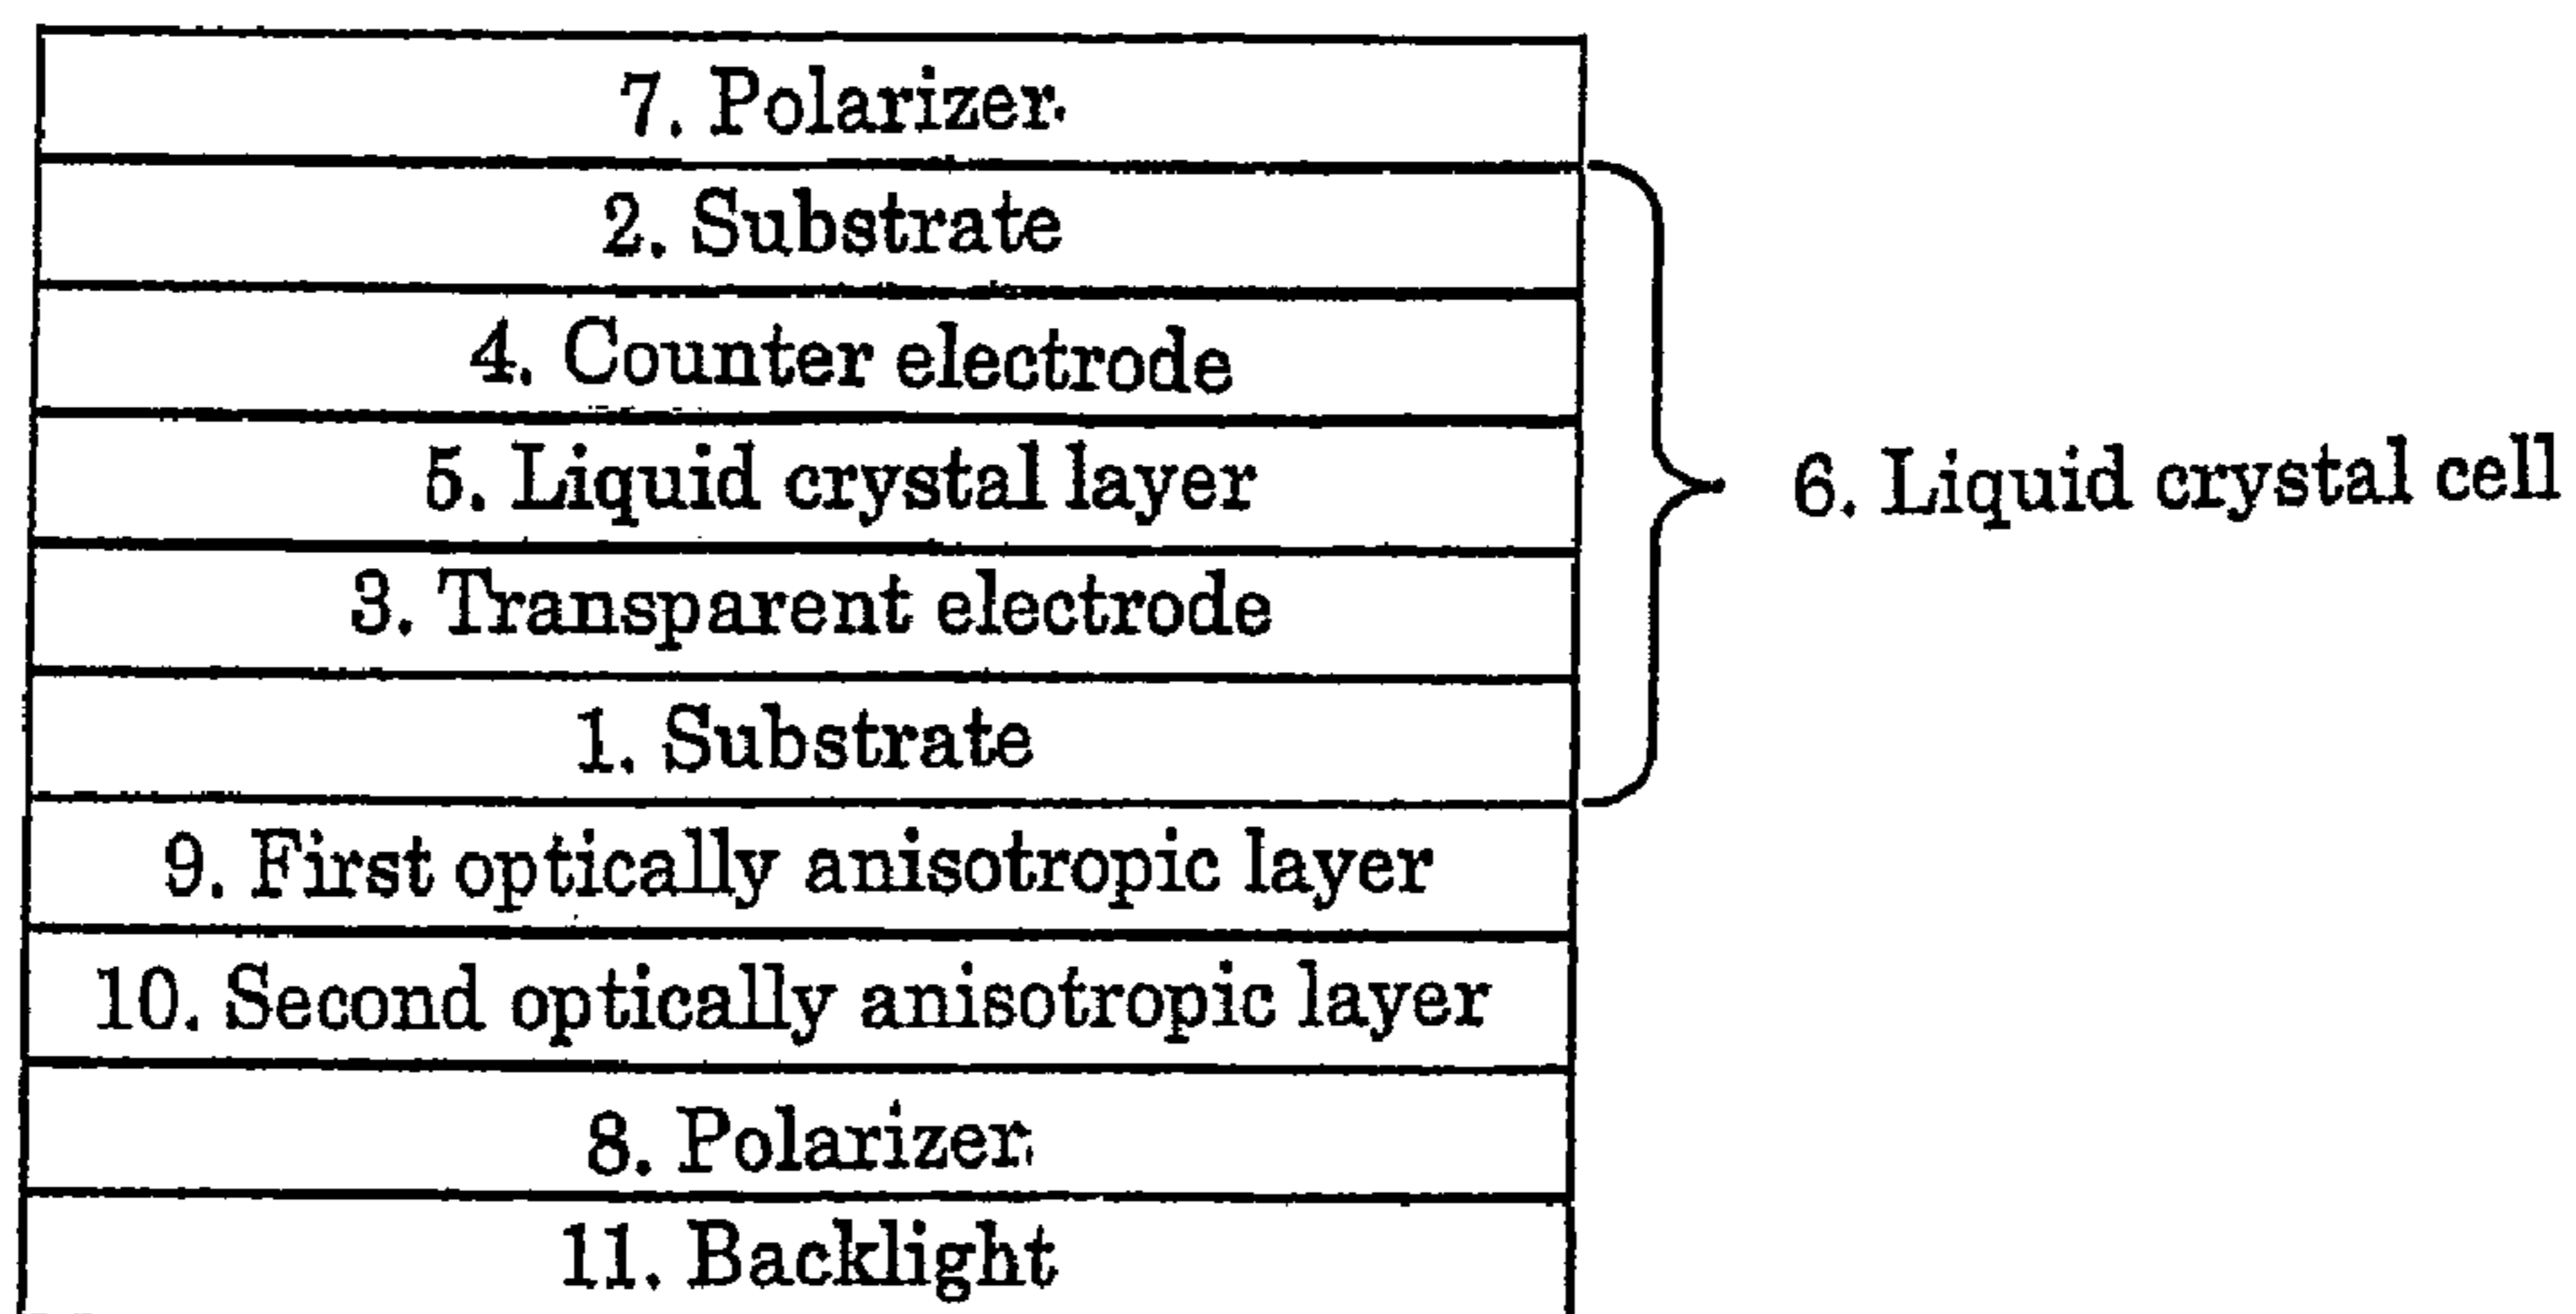 7. Polarizer
2. Substrate
4. Counter electrode
5. Liquid crystal layer
6. Liquid crystal cell
3. Transparent electrode
1. Substrate
9. First optically anisotropic layer
10. Second optically anisotropic layer
8. Polarizer
11. Backlight